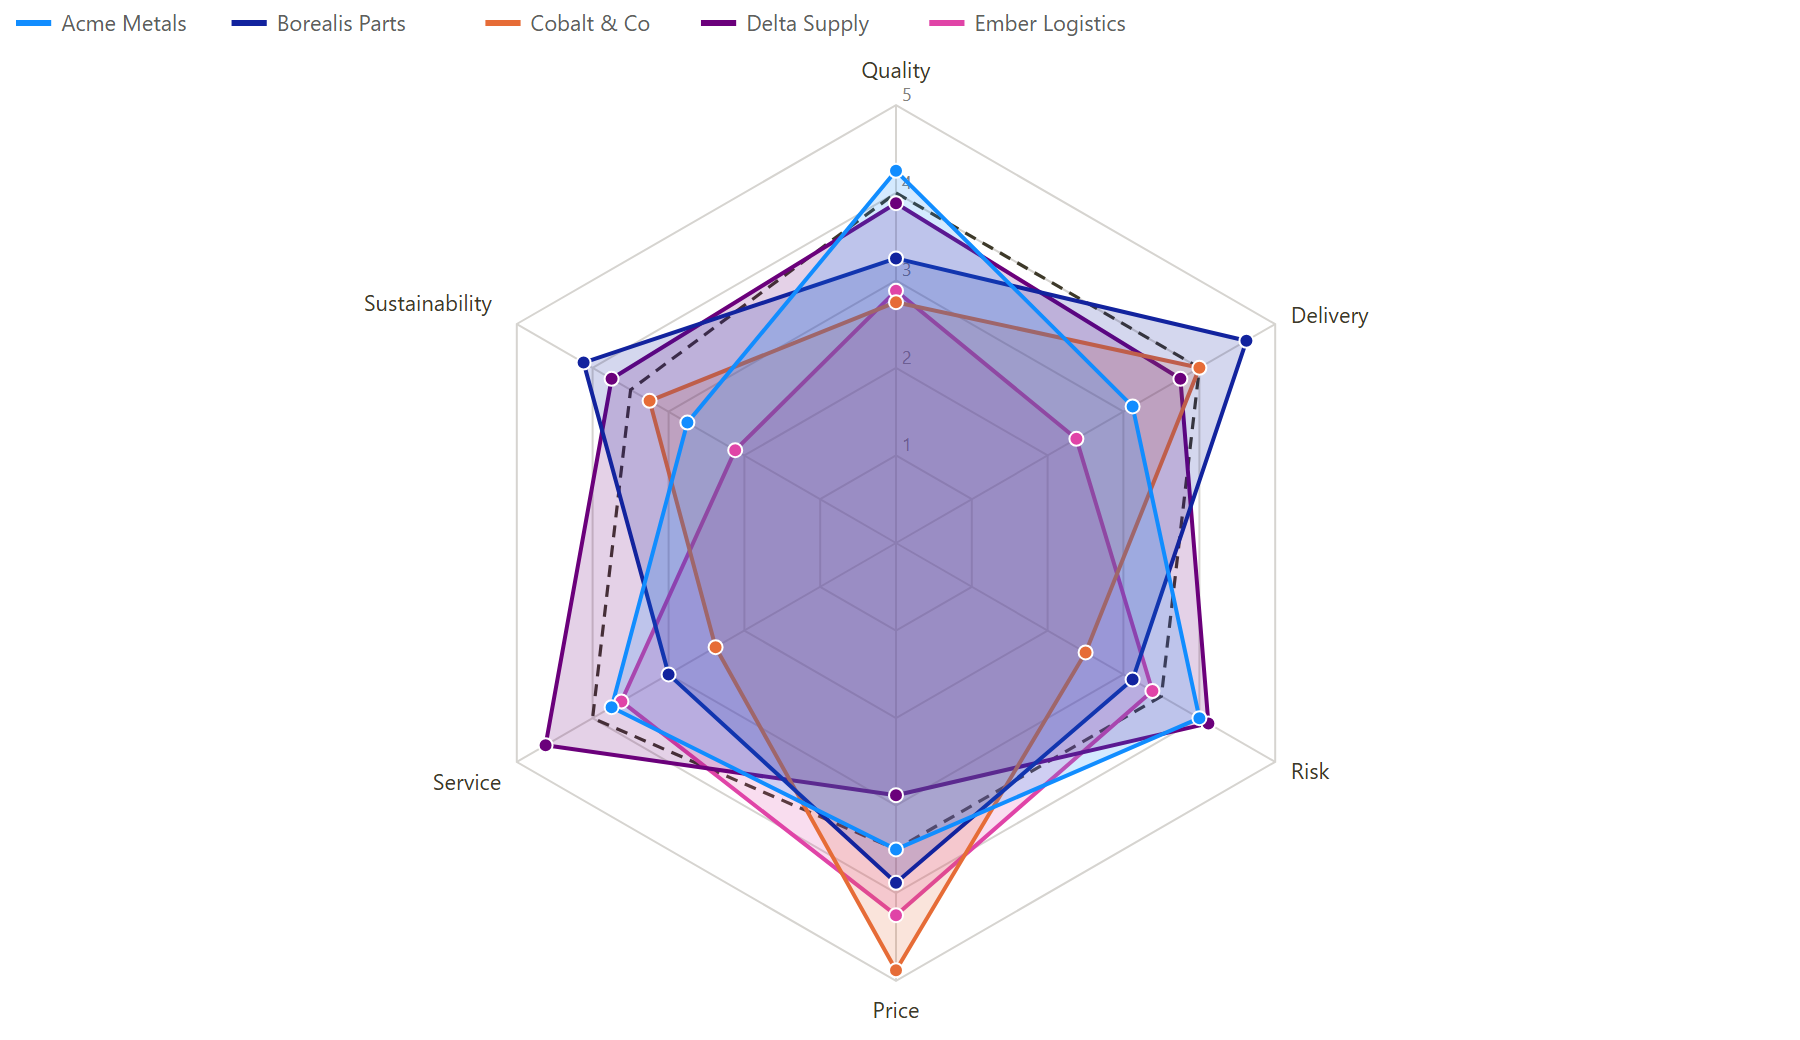 Acme Metals
Borealis Parts
Cobalt & Co
Delta Supply
Ember Logistics
Quality
5
4
3
2
1
Sustainability
Delivery
Service
Risk
Price